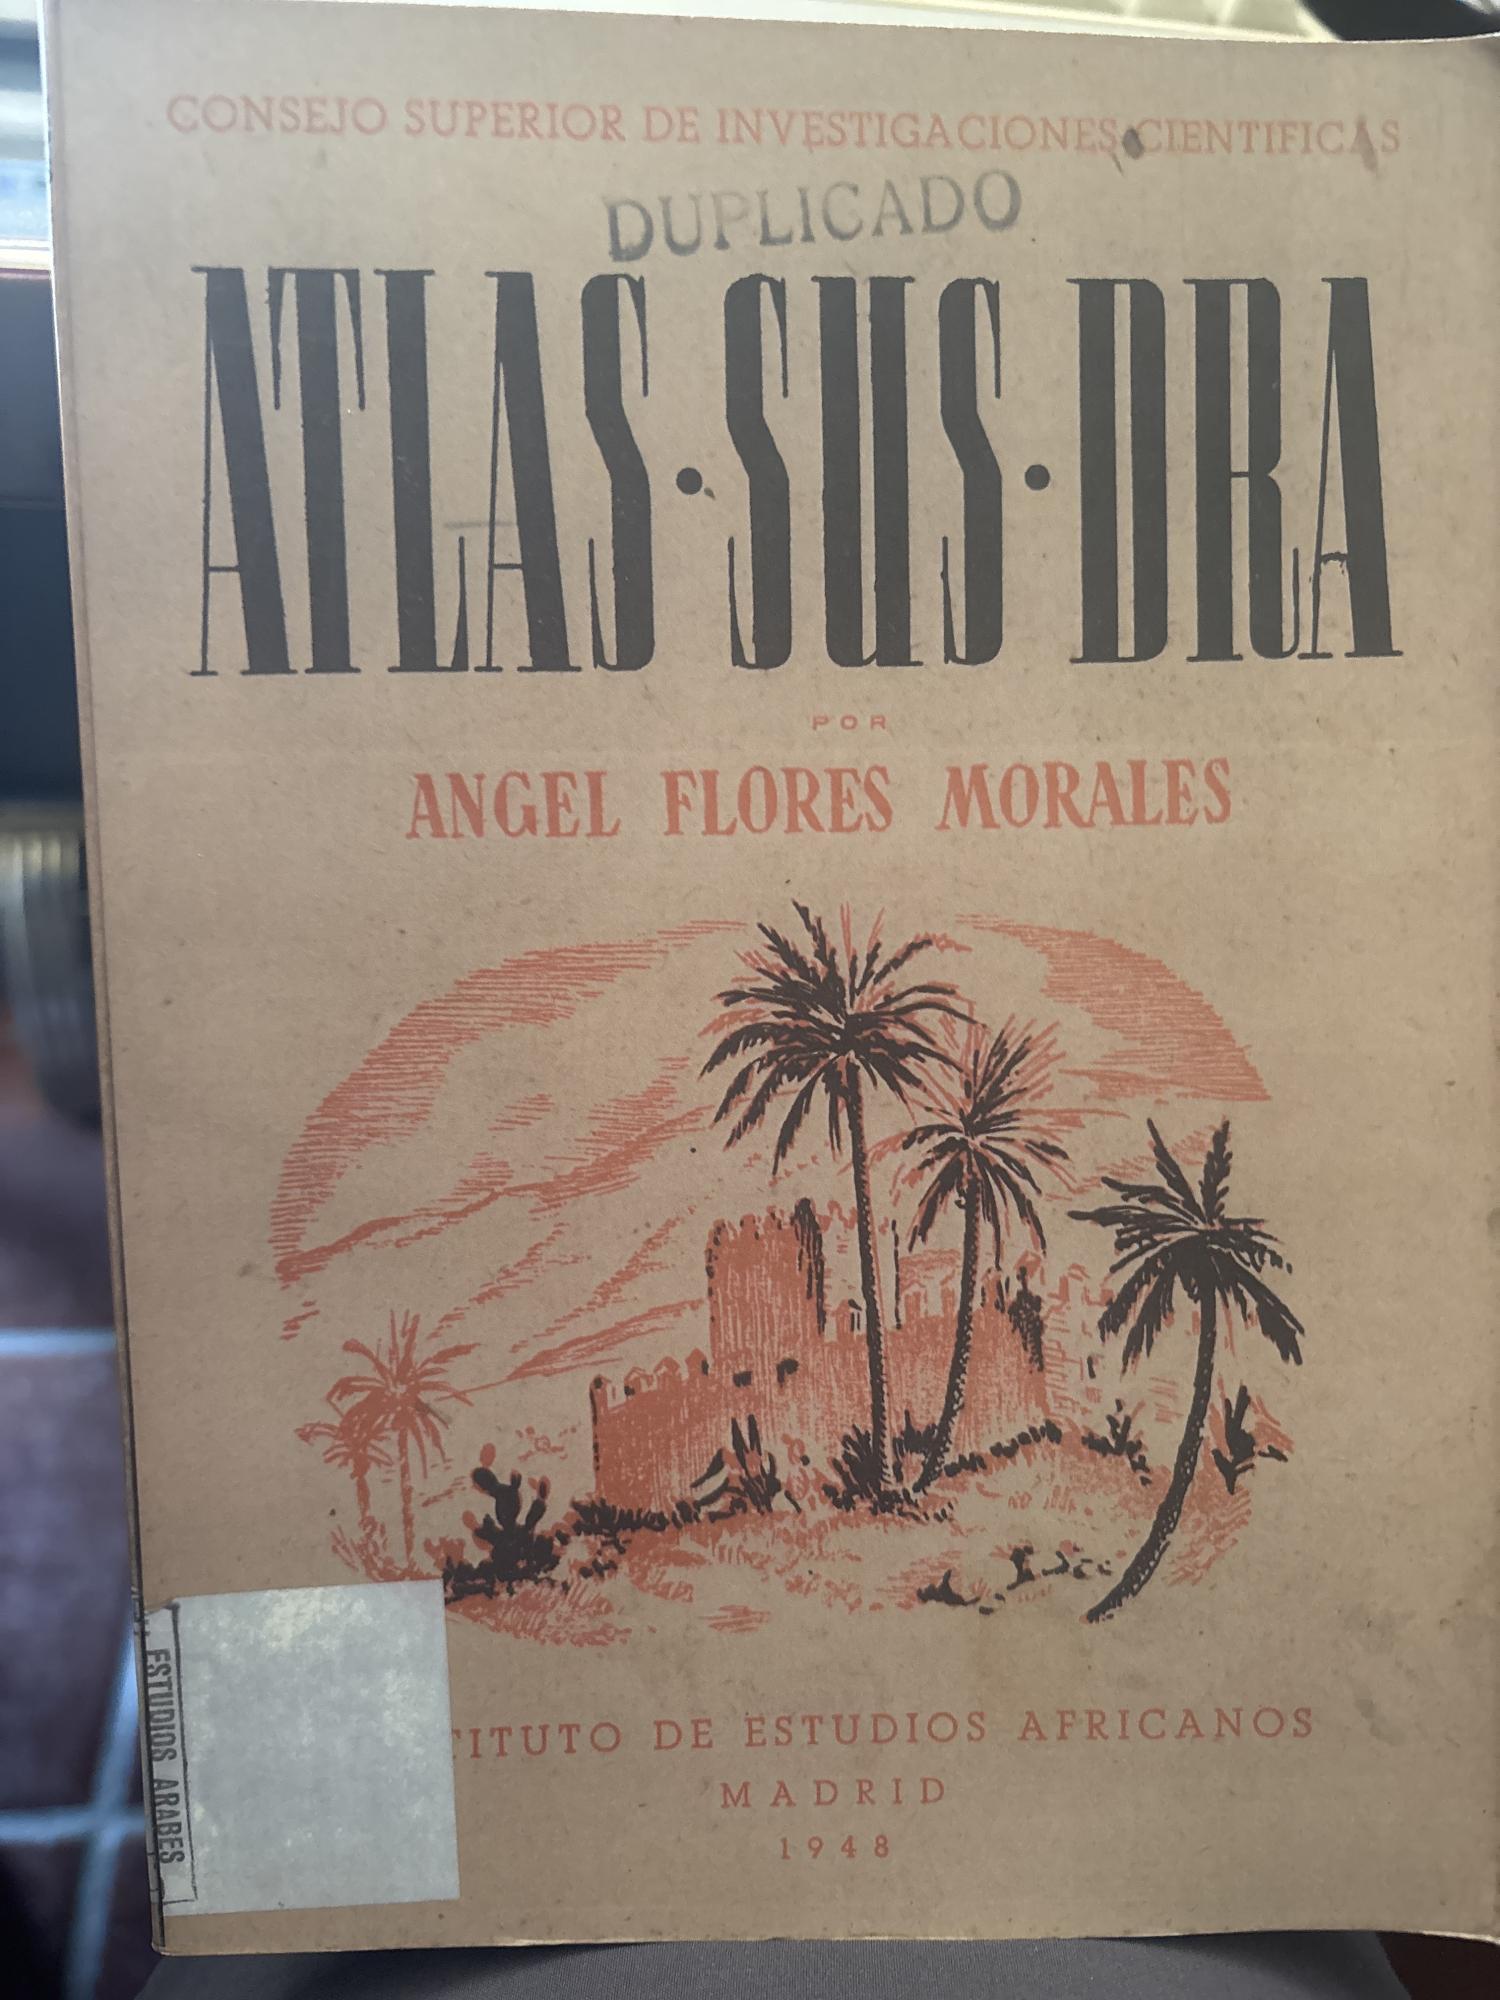 CONSEJO SUPERIOR DE INVESTIGACIONES CIENTIFICAS
DUPLICADO
ATLAS·SUS·DRA
POR
ANGEL FLORES MORALES
TITUTO DE ESTUDIOS AFRICANOS
MADRID
1948
ESTUDIOS ARABES